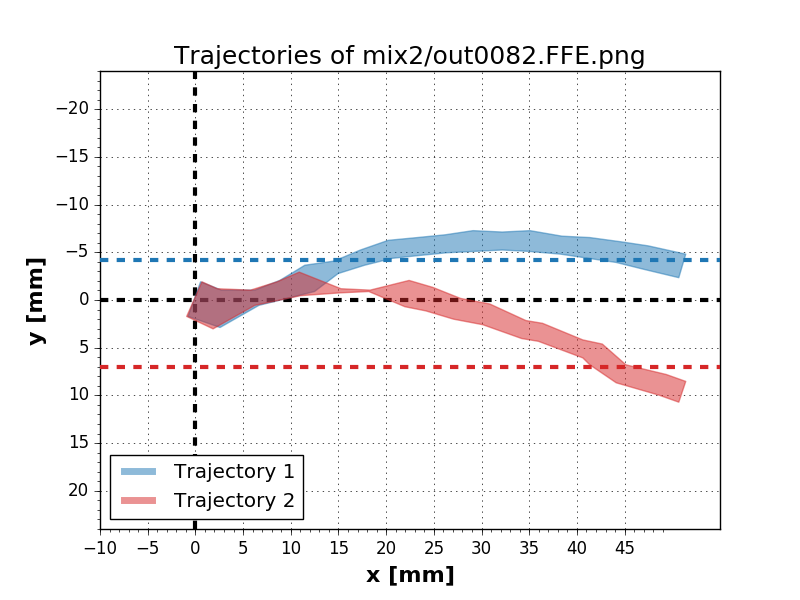 Trajectories of mix2/out0082.FFE.png
−20
−15
−10
−5
0
5
10
15
20
y [mm]
Trajectory 1
Trajectory 2
−10 −5 0 5 10 15 20 25 30 35 40 45
x [mm]